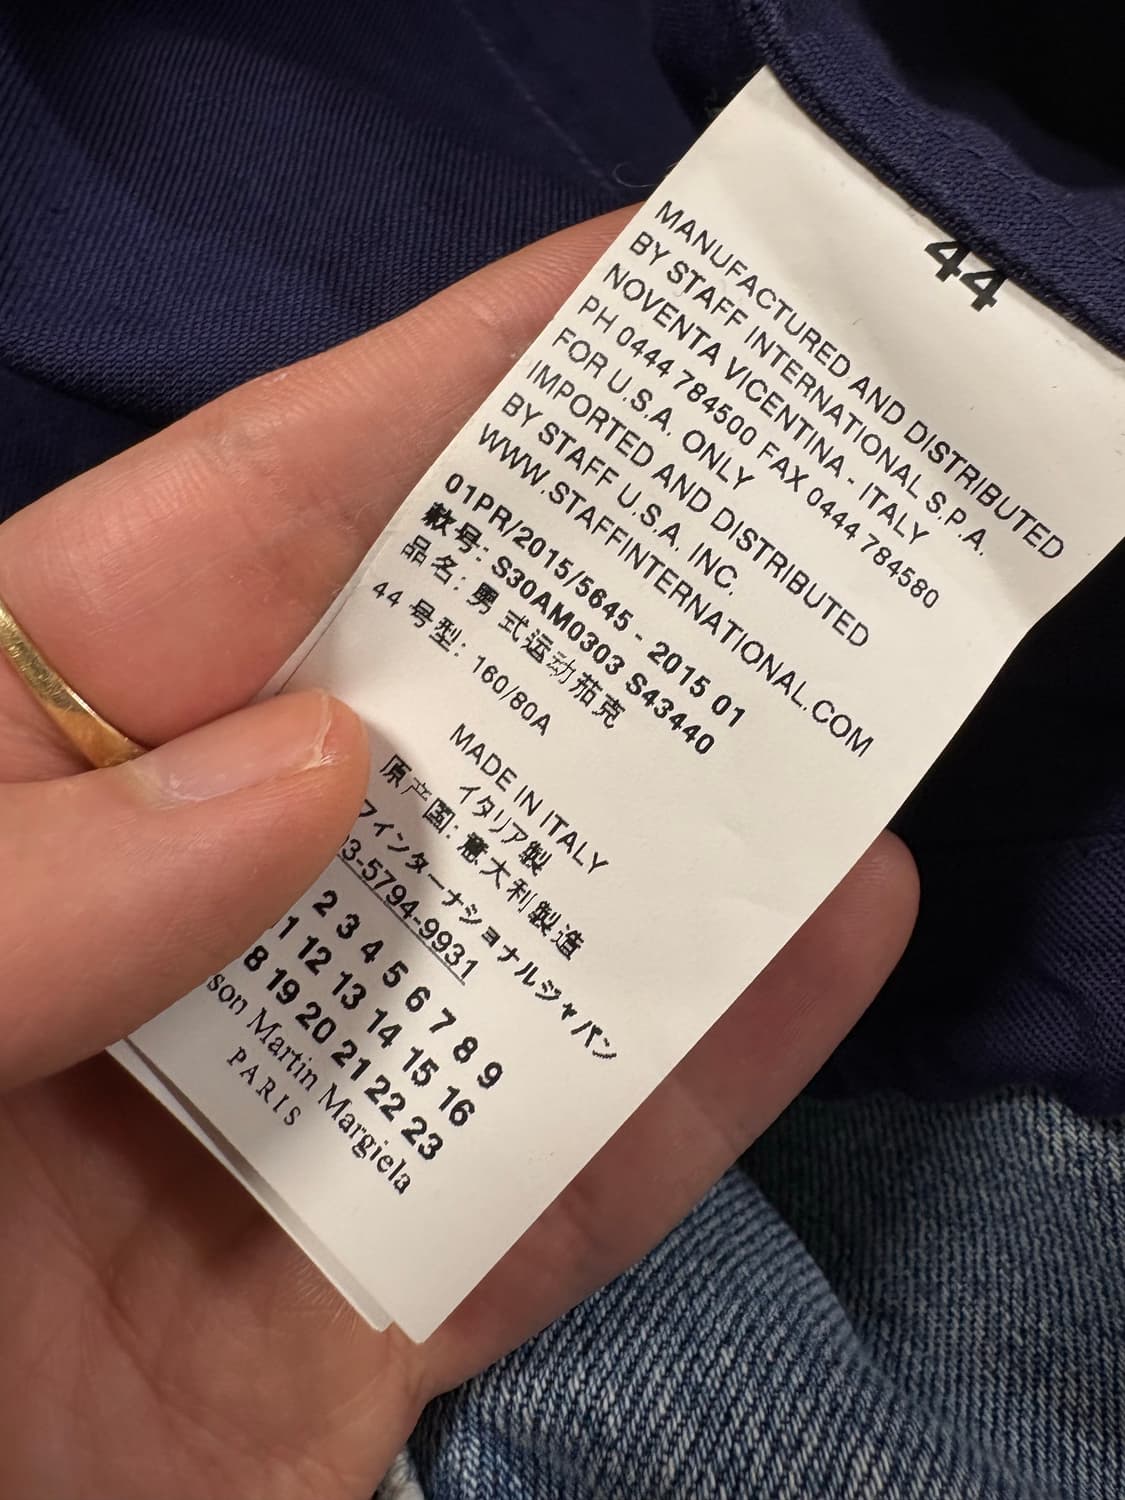 44
MANUFACTURED AND DISTRIBUTED
BY STAFF INTERNATIONAL S.P.A.
NOVENTA VICENTINA - ITALY
PH 0444 784500 FAX 0444 784580
FOR U.S.A. ONLY
IMPORTED AND DISTRIBUTED
BY STAFF U.S.A. INC.
WWW.STAFFINTERNATIONAL.COM
01PR/2015/5645 - 2015 01
款号: S30AM0303 S43440
品名: 男式运动茄克
44 号型: 160/80A
MADE IN ITALY
イタリア製
原产国: 意大利製造
フインターナショナルジャパン
03-5794-9931
2 3 4 5 6 7 8 9
1 12 13 14 15 16
8 19 20 21 22 23
son Martin Margiela
PARIS